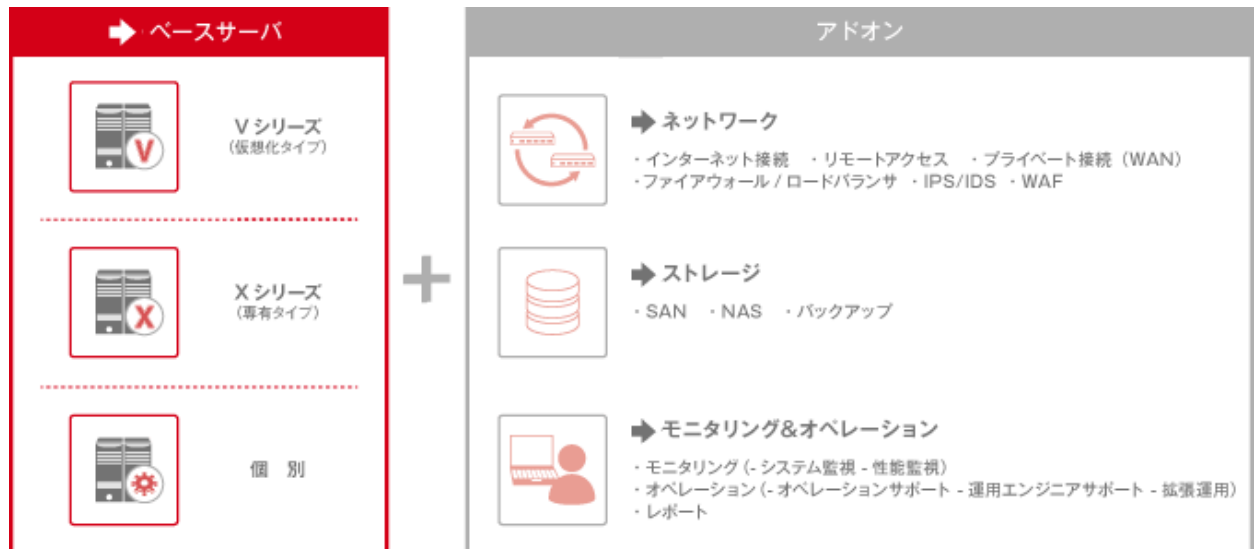 ベースサーバ
V
Vシリーズ
(仮想化タイプ)
X
Xシリーズ
(専有タイプ)
個 別
+
アドオン
ネットワーク
・インターネット接続 ・リモートアクセス ・プライベート接続 (WAN)
・ファイアウォール / ロードバランサ ・IPS/IDS ・WAF
ストレージ
・SAN ・NAS ・バックアップ
モニタリング&オペレーション
・モニタリング (- システム監視 - 性能監視)
・オペレーション (- オペレーションサポート - 運用エンジニアサポート - 拡張運用)
・レポート